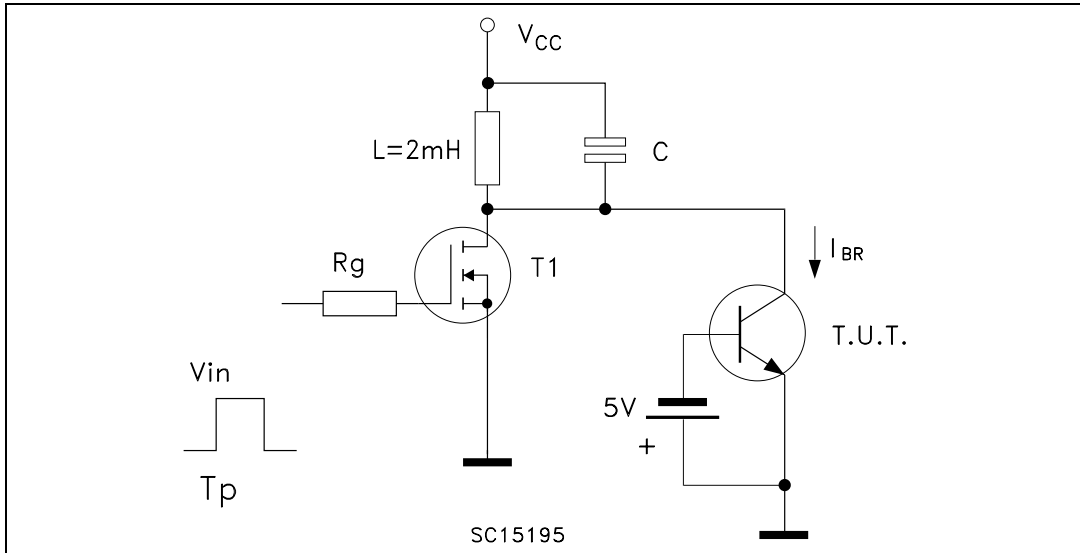 VCC
L=2mH
C
IBR
Rg
T1
T.U.T.
Vin
5V
+
Tp
SC15195